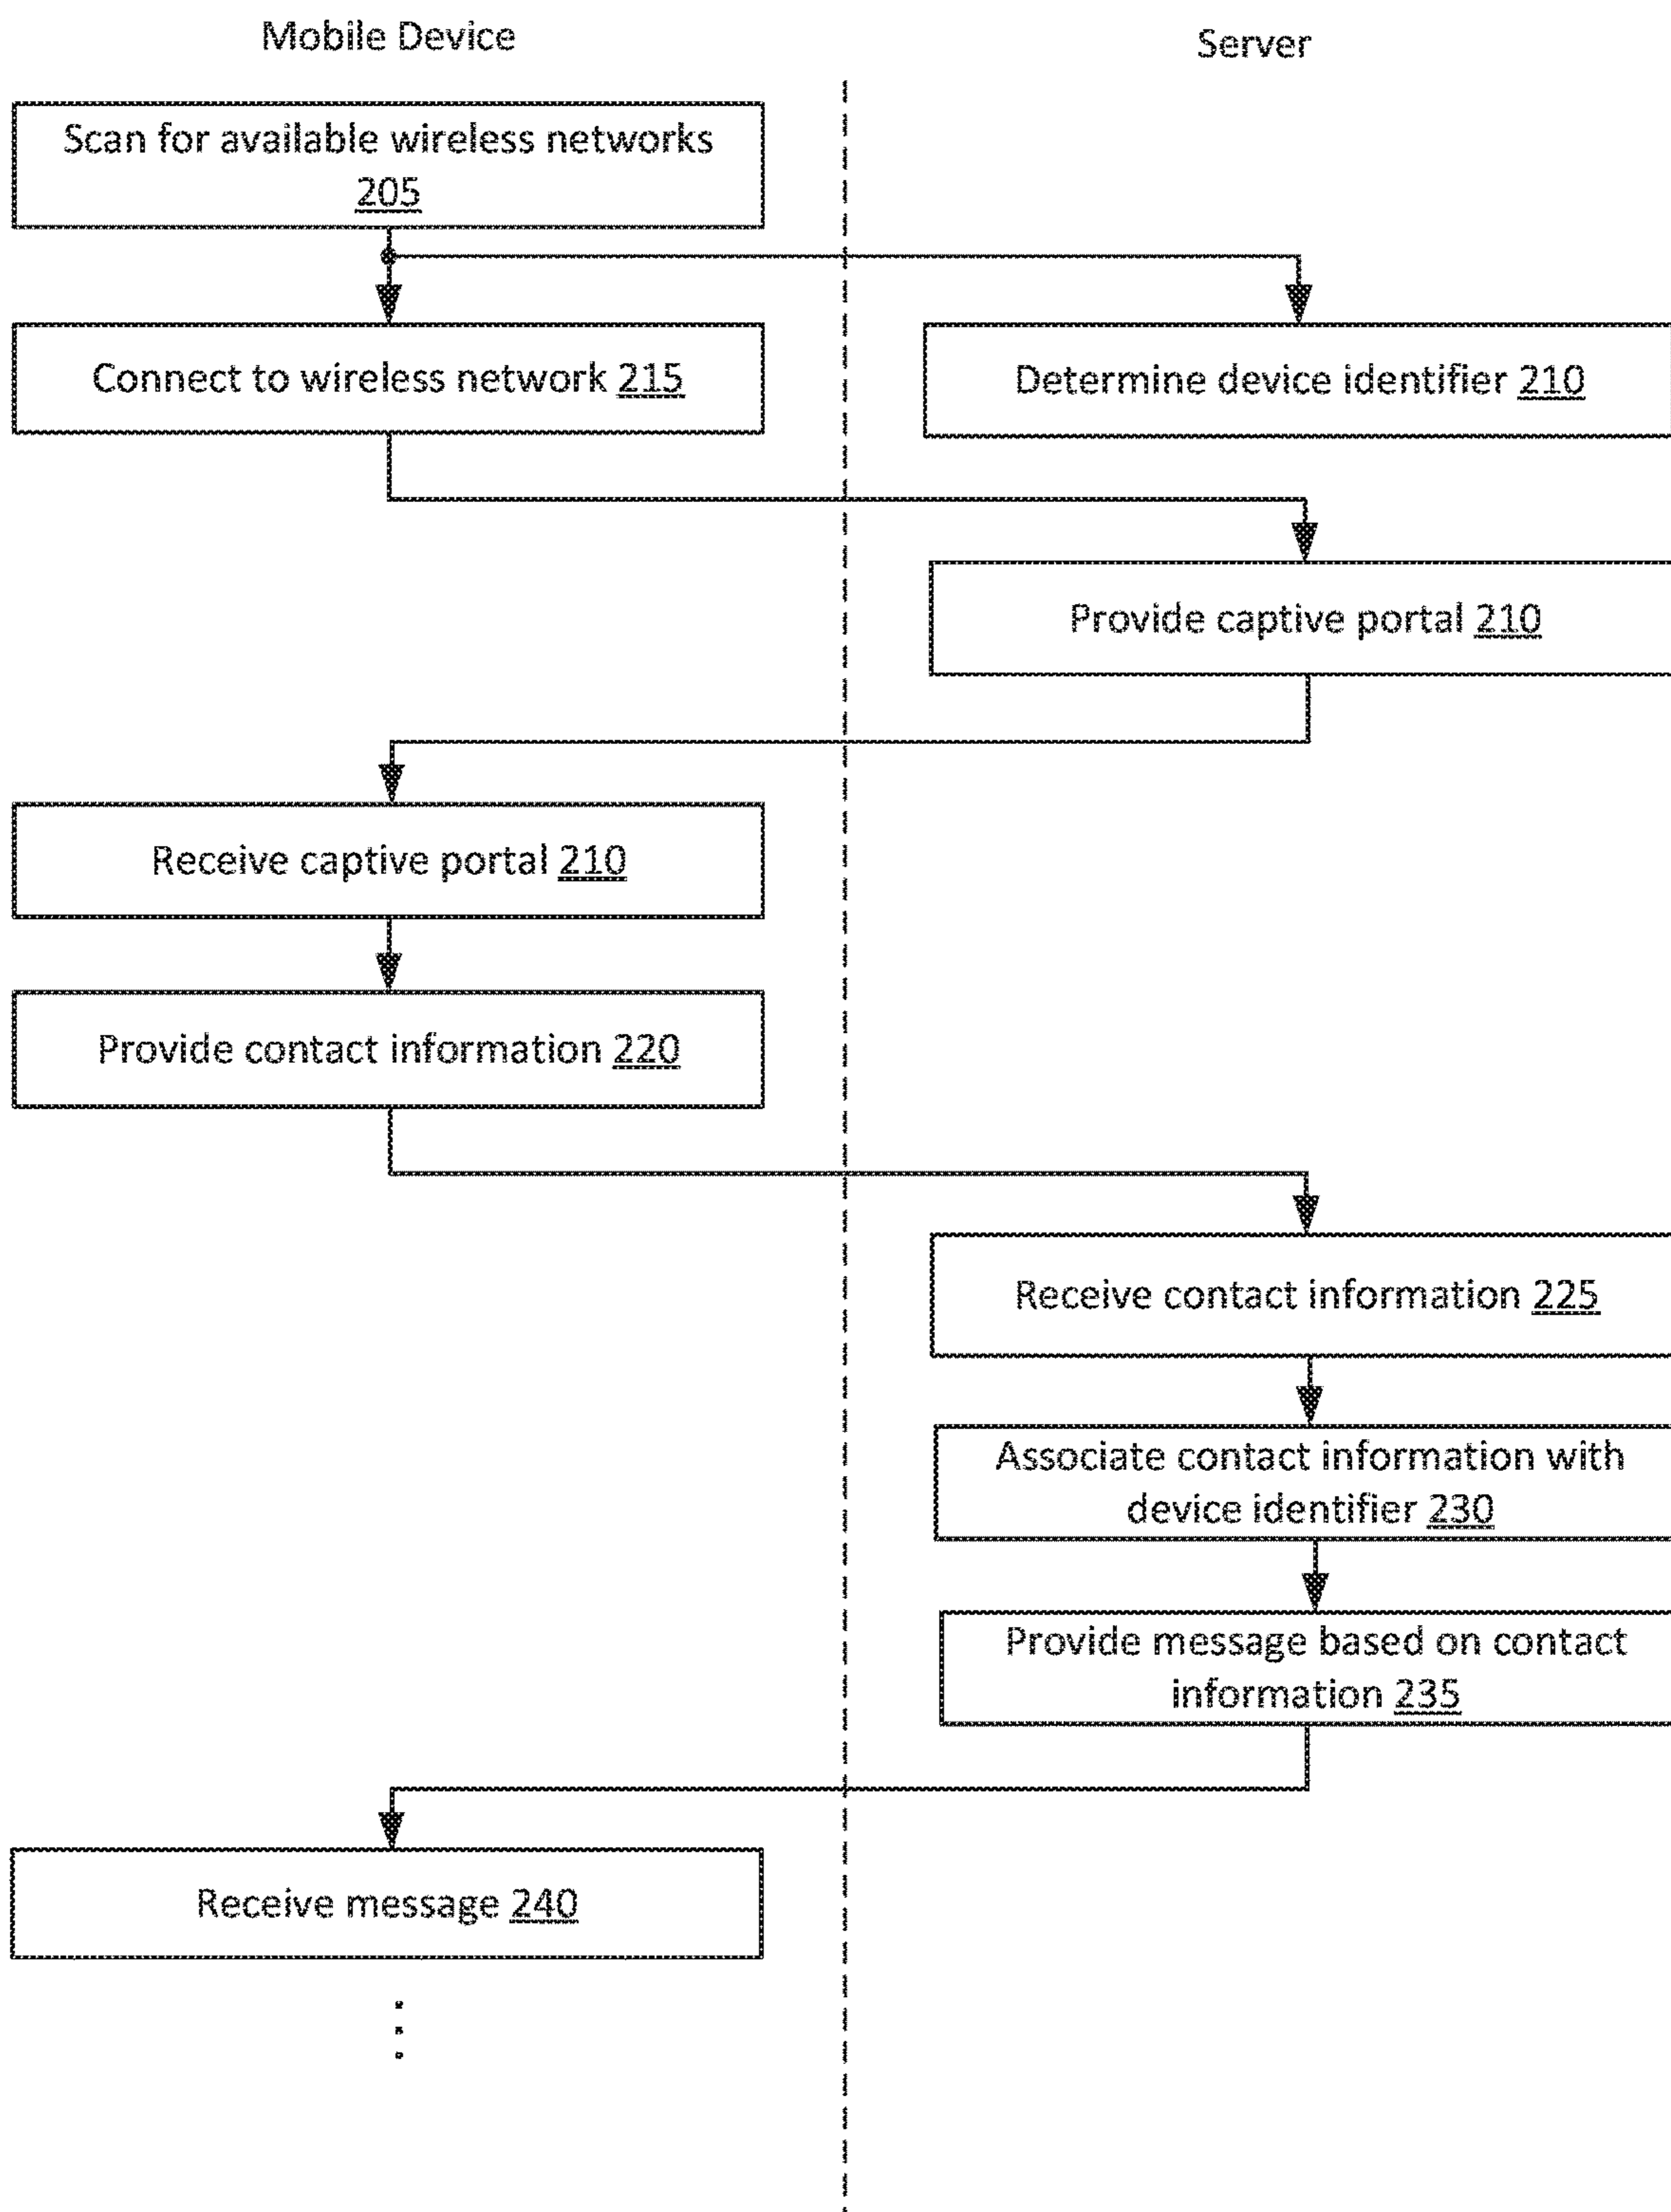 Mobile Device
Server
Scan for available wireless networks
205
Connect to wireless network 215
Determine device identifier 210
Provide captive portal 210
Receive captive portal 210
Provide contact information 220
Receive contact information 225
Associate contact information with
device identifier 230
Provide message based on contact
information 235
Receive message 240